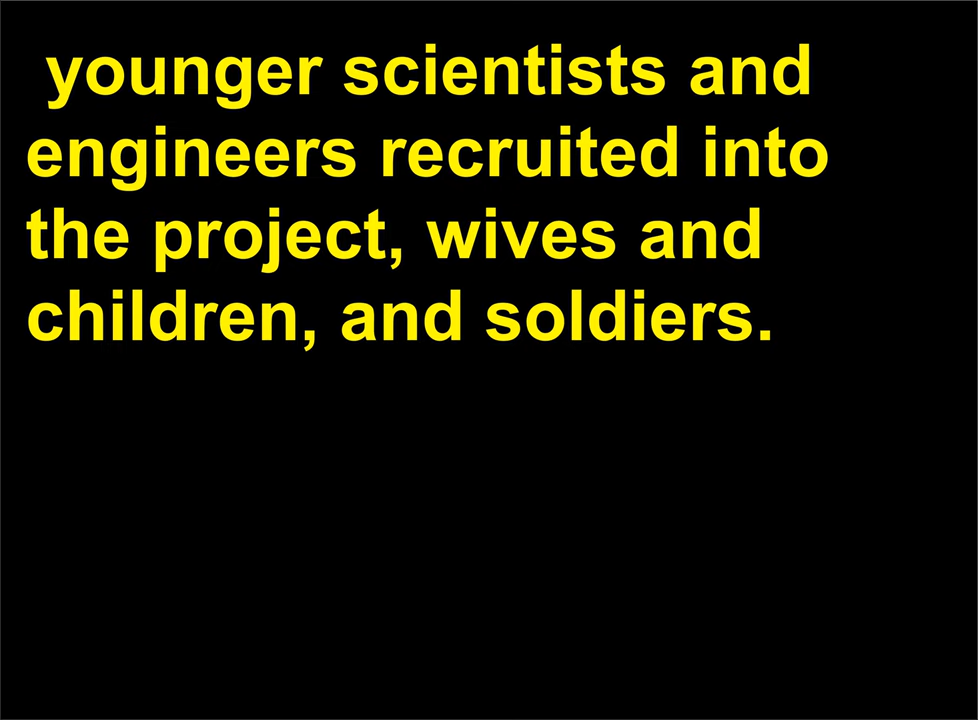 younger scientists and
engineers recruited into
the project, wives and
children, and soldiers.